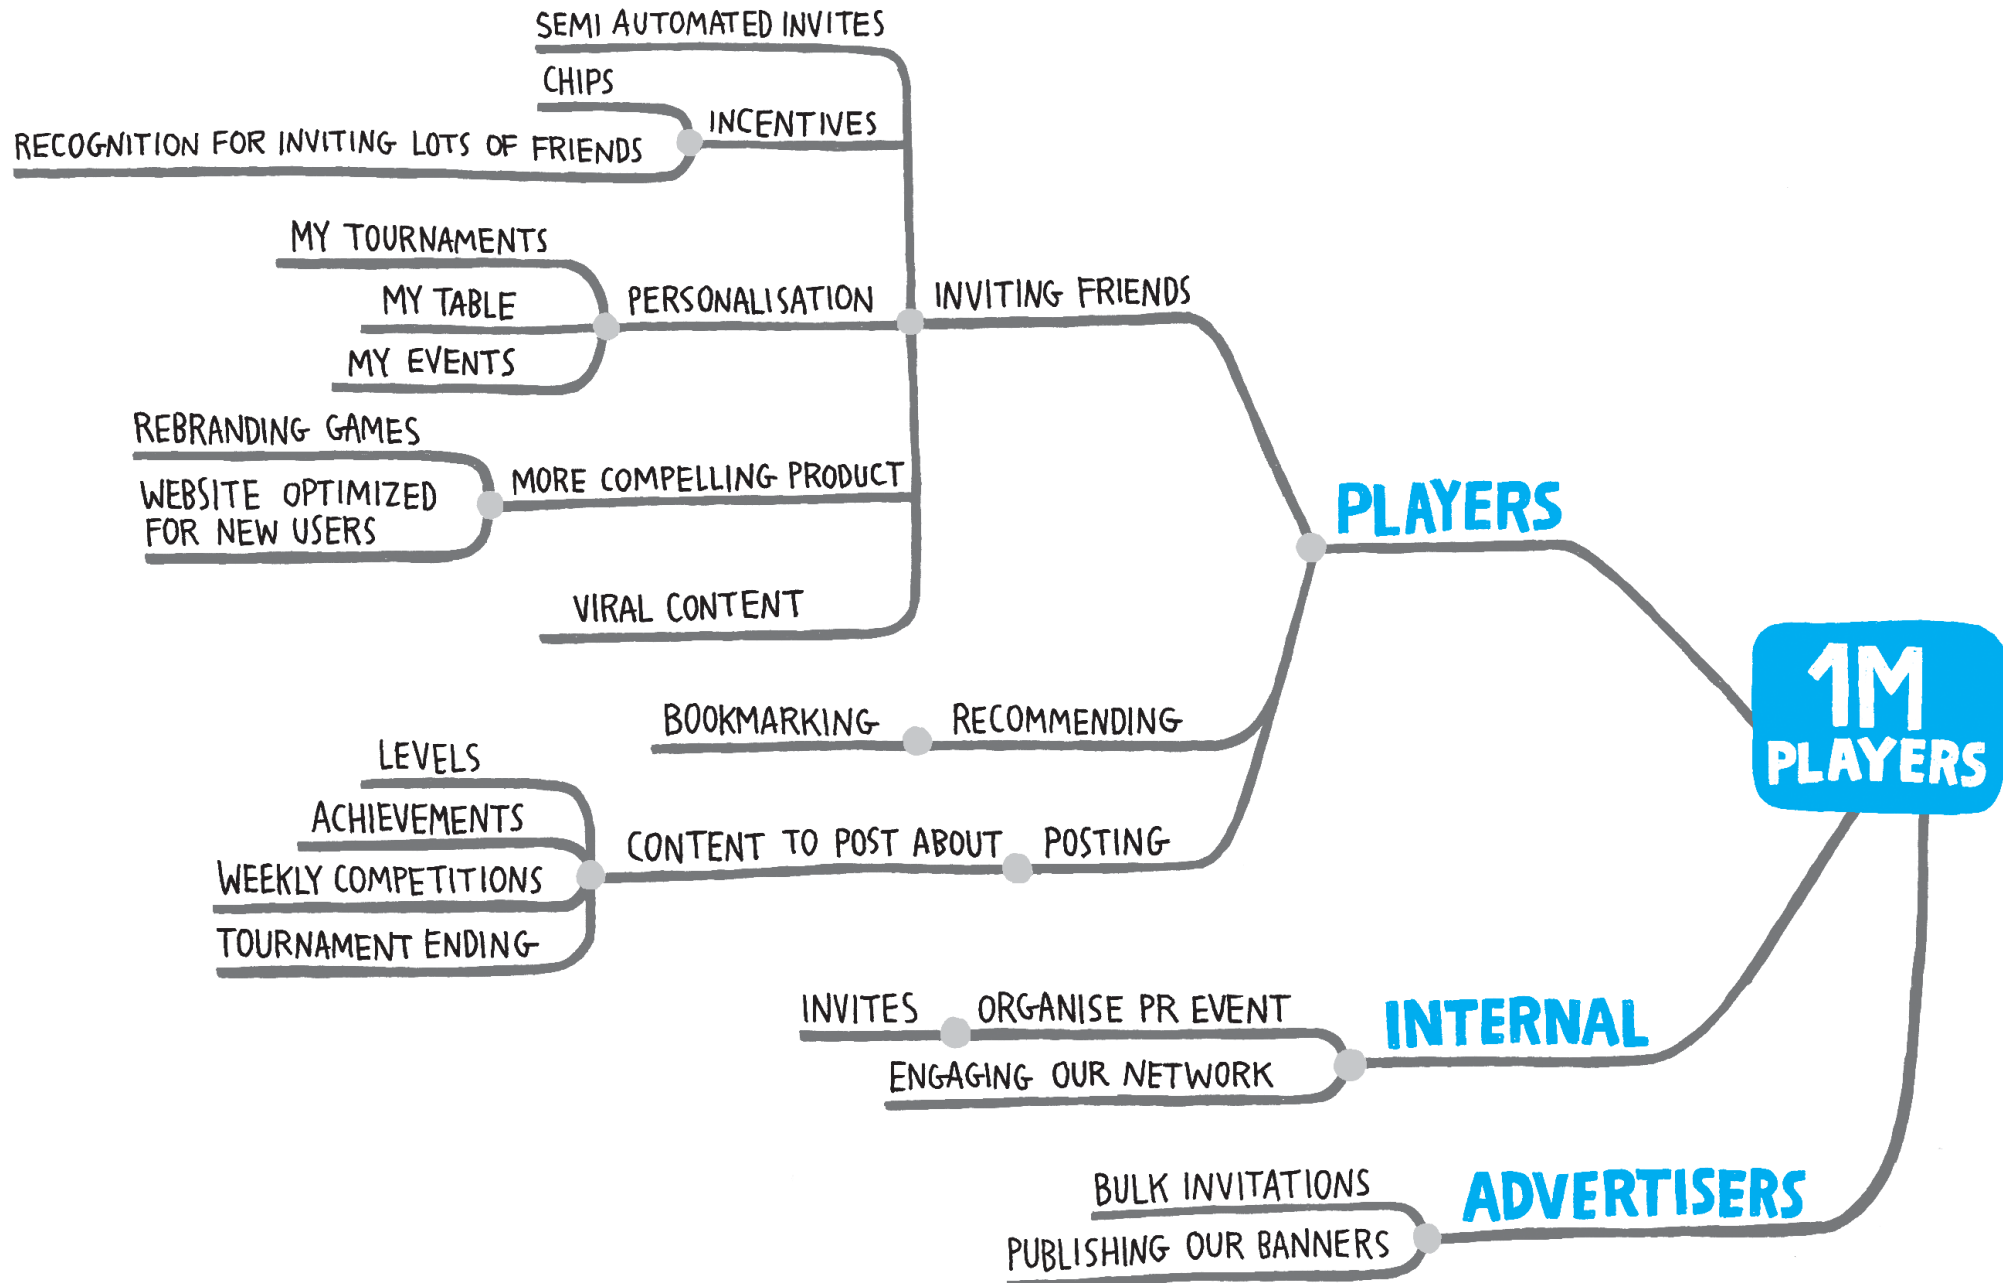 SEMI AUTOMATED INVITES
CHIPS
INCENTIVES
RECOGNITION FOR INVITING LOTS OF FRIENDS
MY TOURNAMENTS
MY TABLE
PERSONALISATION
INVITING FRIENDS
MY EVENTS
REBRANDING GAMES
MORE COMPELLING PRODUCT
WEBSITE OPTIMIZED
FOR NEW USERS
PLAYERS
VIRAL CONTENT
1M
PLAYERS
BOOKMARKING
RECOMMENDING
LEVELS
ACHIEVEMENTS
CONTENT TO POST ABOUT
POSTING
WEEKLY COMPETITIONS
TOURNAMENT ENDING
INVITES
ORGANISE PR EVENT
INTERNAL
ENGAGING OUR NETWORK
BULK INVITATIONS
ADVERTISERS
PUBLISHING OUR BANNERS